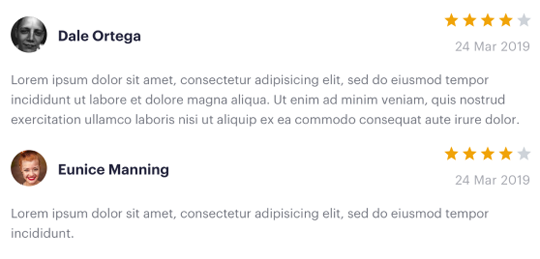 Dale Ortega
24 Mar 2019
Lorem ipsum dolor sit amet, consectetur adipisicing elit, sed do eiusmod tempor
incididunt ut labore et dolore magna aliqua. Ut enim ad minim veniam, quis nostrud
exercitation ullamco laboris nisi ut aliquip ex ea commodo consequat aute irure dolor.
Eunice Manning
24 Mar 2019
Lorem ipsum dolor sit amet, consectetur adipisicing elit, sed do eiusmod tempor
incididunt.